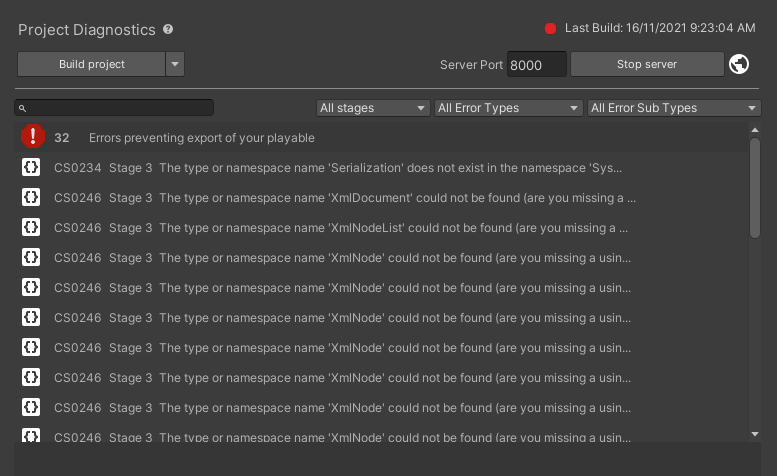 Project Diagnostics ? Last Build: 16/11/2021 9:23:04 AM
Build project Server Port 8000 Stop server
All stages All Error Types All Error Sub Types
! 32 Errors preventing export of your playable
{} CS0234 Stage 3 The type or namespace name 'Serialization' does not exist in the namespace 'Sys...
{} CS0246 Stage 3 The type or namespace name 'XmlDocument' could not be found (are you missing a ...
{} CS0246 Stage 3 The type or namespace name 'XmlNodeList' could not be found (are you missing a ...
{} CS0246 Stage 3 The type or namespace name 'XmlNode' could not be found (are you missing a usin...
{} CS0246 Stage 3 The type or namespace name 'XmlNode' could not be found (are you missing a usin...
{} CS0246 Stage 3 The type or namespace name 'XmlNode' could not be found (are you missing a usin...
{} CS0246 Stage 3 The type or namespace name 'XmlNode' could not be found (are you missing a usin...
{} CS0246 Stage 3 The type or namespace name 'XmlNode' could not be found (are you missing a usin...
{} CS0246 Stage 3 The type or namespace name 'XmlNode' could not be found (are you missing a usin...
{} CS0246 Stage 3 The type or namespace name 'XmlNode' could not be found (are you missing a usin...